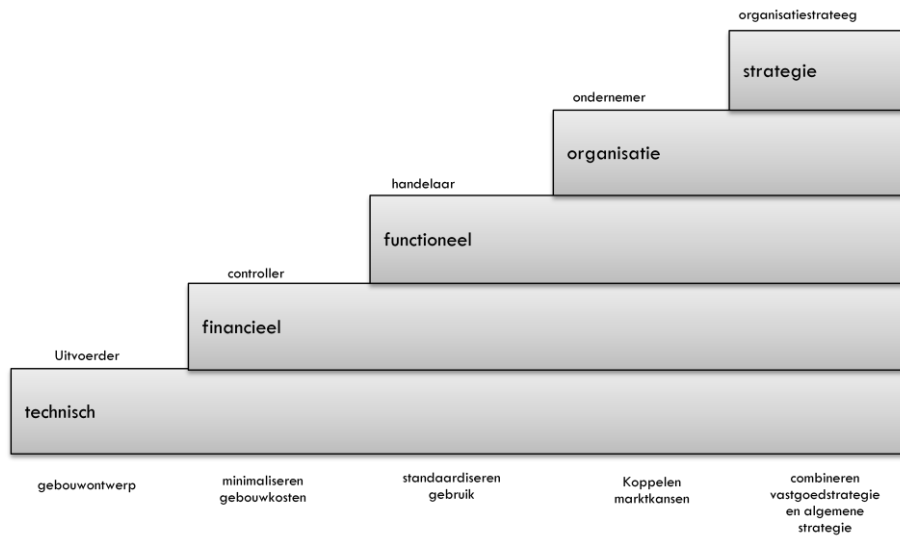 organisatiestrateeg
strategie
ondernemer
organisatie
handelaar
functioneel
controller
financieel
Uitvoerder
technisch
gebouwontwerp
minimaliseren
gebouwkosten
standaardiseren
gebruik
Koppelen
marktkansen
combineren
vastgoedstrategie
en algemene
strategie